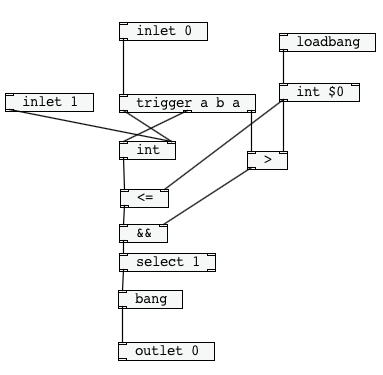 inlet 0
loadbang
inlet 1
trigger a b a
int $0
int
>
<=
&&
select 1
bang
outlet 0